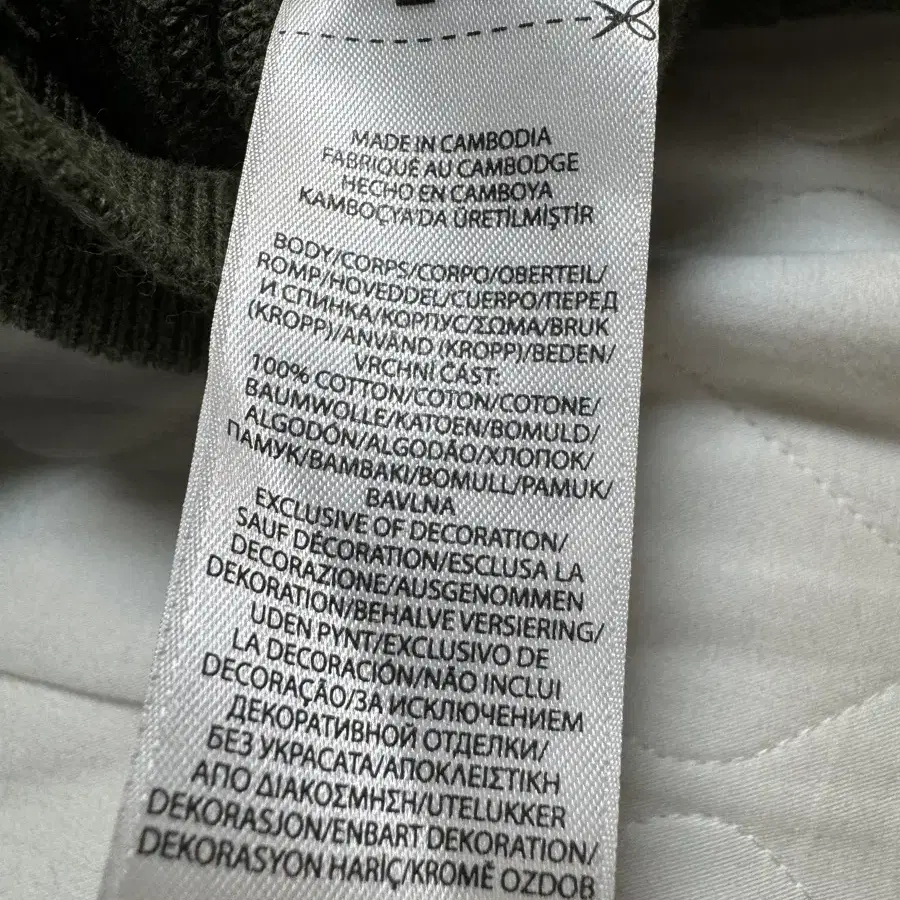 MADE IN CAMBODIA
FABRIQUÉ AU CAMBODGE
HECHO EN CAMBOYA
KAMBOÇYA'DA ÜRETİLMİŞTİR
BODY/CORPS/CORPO/OBERTEIL/
ROMP/HOVEDDEL/CUERPO/ПЕРЕД
И СПИНКА/КОРПУС/ΣΩΜΑ/BRUK
(KROPP)/ANVÄND (KROPP)/BEDEN/
VRCHNÍ ČÁST:
100% COTTON/COTON/COTONE/
BAUMWOLLE/KATOEN/BOMULD/
ALGODÓN/ALGODÃO/ХЛОПОК/
ПАМУК/ΒΑΜΒΑΚΙ/BOMULL/PAMUK/
BAVLNA
EXCLUSIVE OF DECORATION/
SAUF DÉCORATION/ESCLUSA LA
DECORAZIONE/AUSGENOMMEN
DEKORATION/BEHALVE VERSIERING/
UDEN PYNT/EXCLUSIVO DE
LA DECORACIÓN/NÃO INCLUI
DECORAÇÃO/ЗА ИСКЛЮЧЕНИЕМ
ДЕКОРАТИВНОЙ ОТДЕЛКИ/
БЕЗ УКРАСАТА/ΑΠΟΚΛΕΙΣΤΙΚΗ
ΑΠΟ ΔΙΑΚΟΣΜΗΣΗ/UTELUKKER
DEKORASJON/ENBART DEKORATION/
DEKORASYON HARİÇ/KROMĚ OZDOB